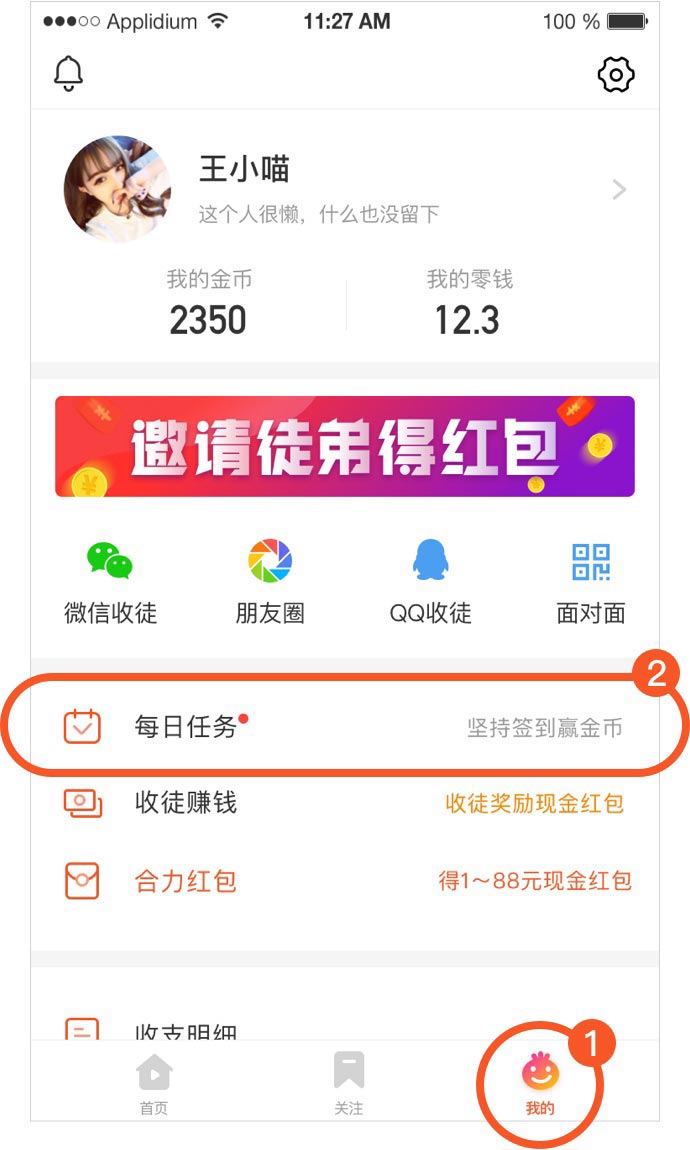 Applidium 11:27 AM 100 %
王小喵
这个人很懒，什么也没留下
我的金币 我的零钱
2350 12.3
邀请徒弟得红包
微信收徒 朋友圈 QQ收徒 面对面
2
每日任务 坚持签到赢金币
收徒赚钱 收徒奖励现金红包
合力红包 得1～88元现金红包
收支明细
1
首页 关注 我的